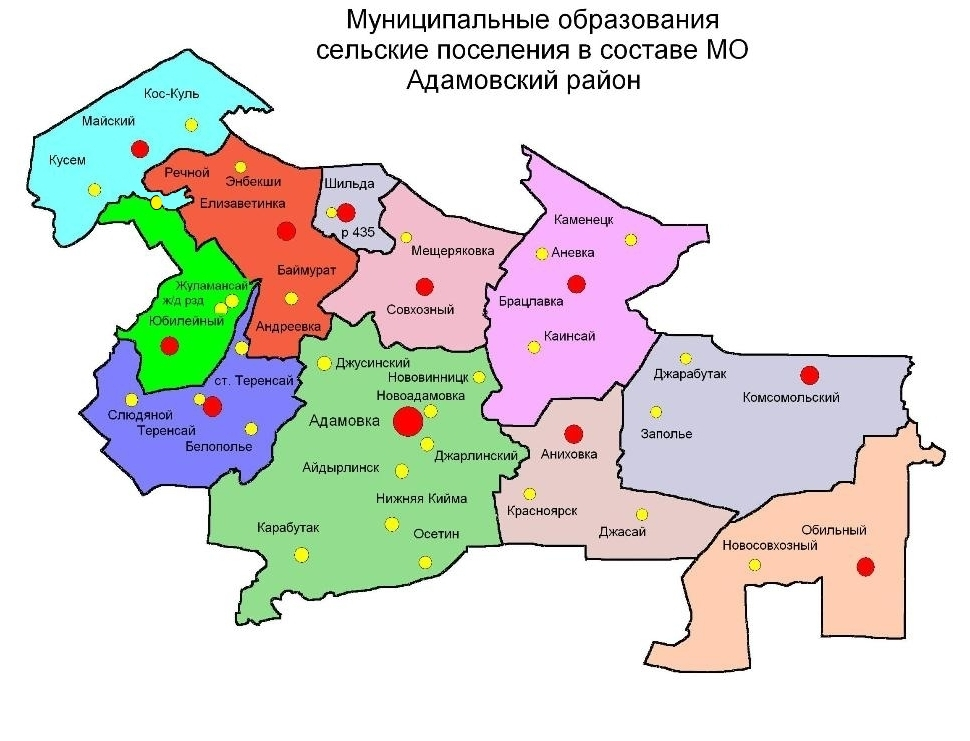 Муниципальные образования
сельские поселения в составе МО
Адамовский район
Кос-Куль
Майский
Кусем
Речной
Энбекши
Елизаветинка
Шильда
р 435
Мещеряковка
Совхозный
Каменецк
Аневка
Брацлавка
Каинсай
Баймурат
Андреевка
Жуламансай
ж/д рзд
Юбилейный
ст. Теренсай
Слюдяной
Теренсай
Белополье
Джусинский
Нововинницк
Новоадамовка
Адамовка
Джарлинский
Айдырлинск
Нижняя Кийма
Карабутак
Осетин
Джарабутак
Комсомольский
Заполье
Аниховка
Красноярск
Джасай
Обильный
Новосовхозный